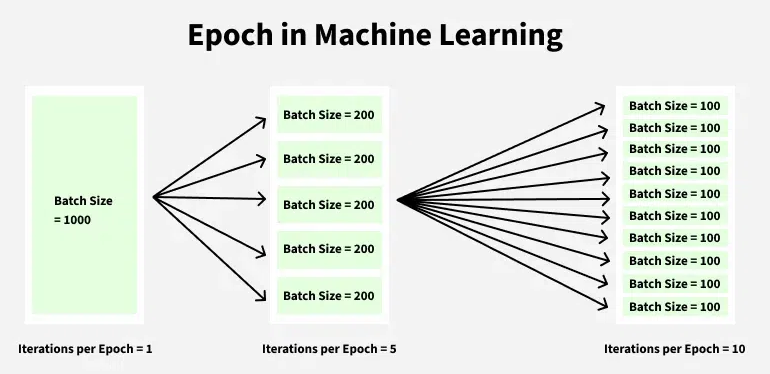 Epoch in Machine Learning
Batch Size
= 1000
Batch Size = 200
Batch Size = 200
Batch Size = 200
Batch Size = 200
Batch Size = 200
Batch Size = 100
Batch Size = 100
Batch Size = 100
Batch Size = 100
Batch Size = 100
Batch Size = 100
Batch Size = 100
Batch Size = 100
Batch Size = 100
Batch Size = 100
Iterations per Epoch = 1
Iterations per Epoch = 5
Iterations per Epoch = 10